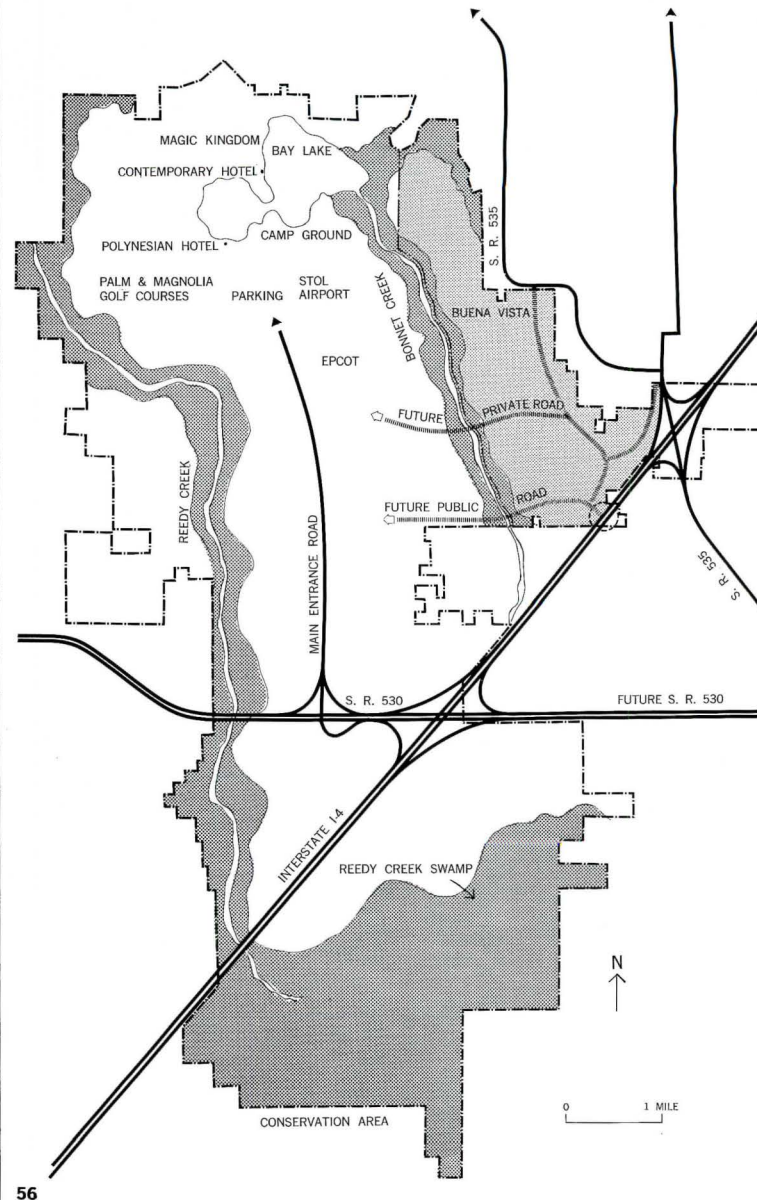 MAGIC KINGDOM
BAY LAKE
CONTEMPORARY HOTEL
POLYNESIAN HOTEL
CAMP GROUND
PALM & MAGNOLIA
GOLF COURSES
PARKING
STOL
AIRPORT
S. R. 535
BONNET CREEK
BUENA VISTA
EPCOT
FUTURE
PRIVATE ROAD
REEDY CREEK
FUTURE PUBLIC
ROAD
MAIN ENTRANCE ROAD
S. R. 535
S. R. 530
FUTURE S. R. 530
INTERSTATE I-4
REEDY CREEK SWAMP
N
0 1 MILE
CONSERVATION AREA
56